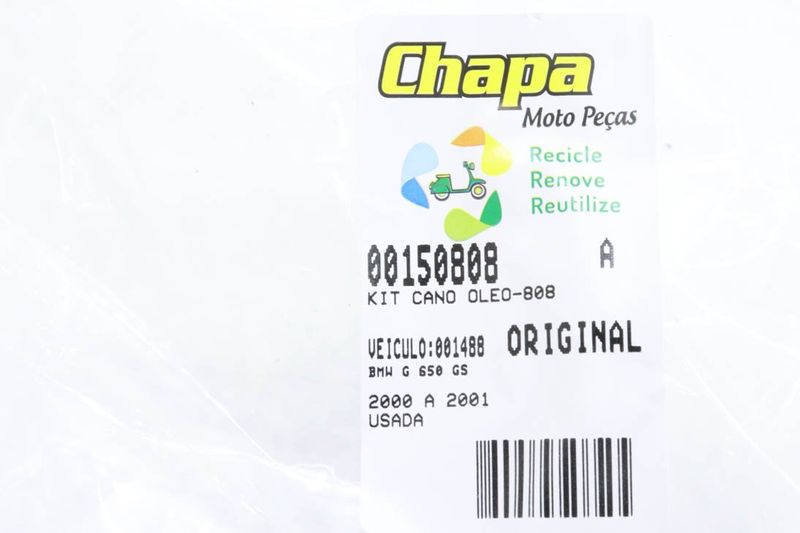 Chapa
Moto Peças
Recicle
Renove
Reutilize
00150808 A
KIT CANO OLEO-808
VEICULO:001488 ORIGINAL
BMW G 650 GS
2000 A 2001
USADA